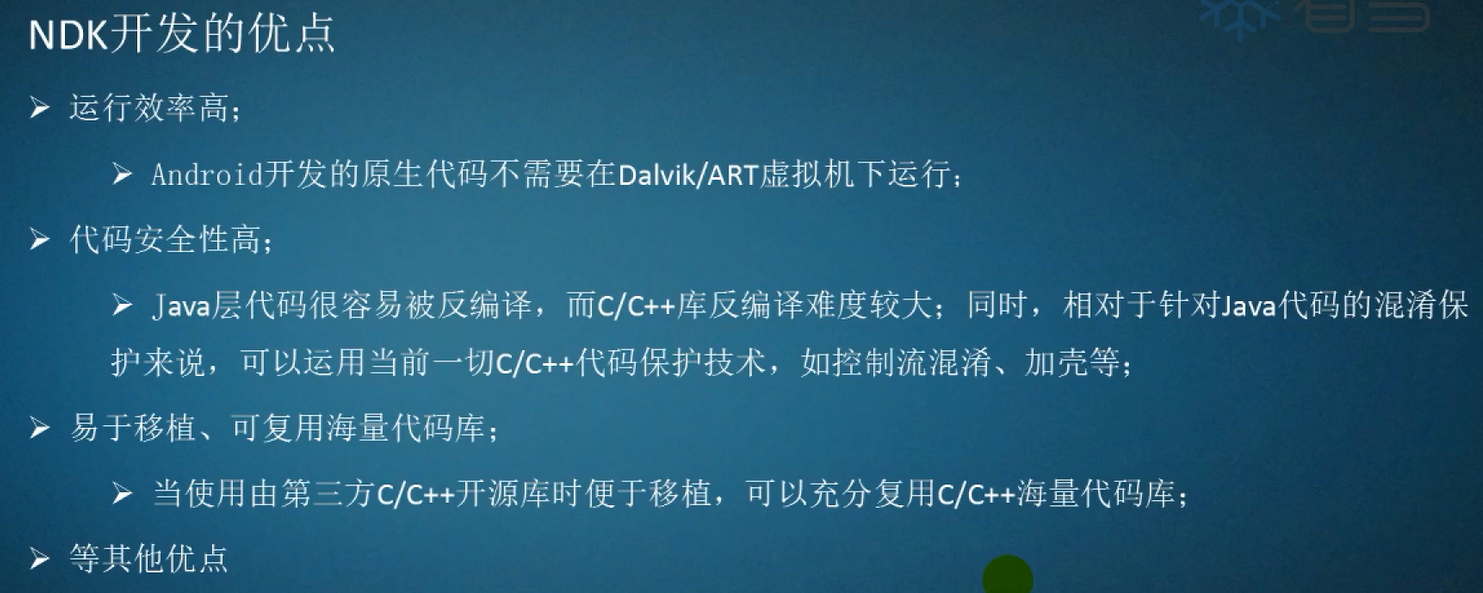 NDK开发的优点
运行效率高;
Android开发的原生代码不需要在Dalvik/ART虚拟机下运行;
代码安全性高;
Java层代码很容易被反编译，而C/C++库反编译难度较大；同时，相对于针对Java代码的混淆保
护来说，可以运用当前一切C/C++代码保护技术，如控制流混淆、加壳等;
易于移植、可复用海量代码库;
当使用由第三方C/C++开源库时便于移植，可以充分复用C/C++海量代码库;
等其他优点